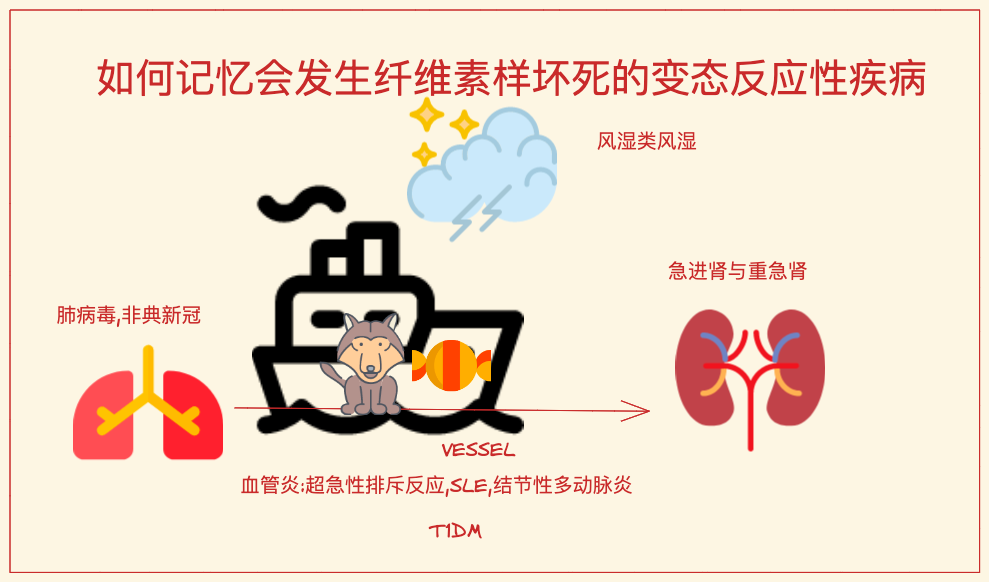 如何记忆会发生纤维素样坏死的变态反应性疾病
风湿类风湿
急进肾与重急肾
肺病毒,非典新冠
VESSEL
血管炎:超急性排斥反应,SLE,结节性多动脉炎
T1DM